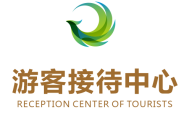 游客接待中心
RECEPTION CENTER OF TOURISTS